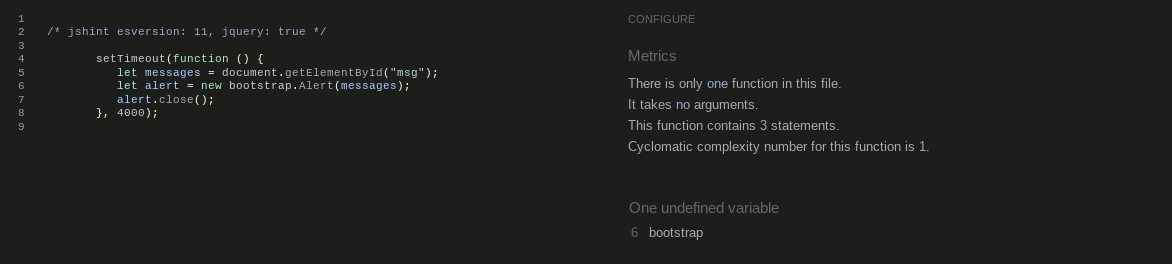 1
2 /* jshint esversion: 11, jquery: true */
3
4 setTimeout(function () {
5 let messages = document.getElementById("msg");
6 let alert = new bootstrap.Alert(messages);
7 alert.close();
8 }, 4000);
9
CONFIGURE
Metrics
There is only one function in this file.
It takes no arguments.
This function contains 3 statements.
Cyclomatic complexity number for this function is 1.
One undefined variable
6 bootstrap